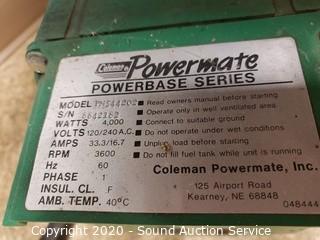 Coleman Powermate
POWERBASE SERIES
MODEL PM544202 • Read owners manual before starting
S/N • Operate only in well ventilated area
WATTS 4,000 • Connect to suitable ground
VOLTS 120/240 A.C. • Do not operate under wet conditions
AMPS 33.3/16.7 • Unplug load before starting
RPM 3600 • Do not fill fuel tank while unit is running
Hz 60
PHASE 1 Coleman Powermate, Inc.
INSUL. CL. F 125 Airport Road
AMB. TEMP. 40°C Kearney, NE 68848
048444
Copyright 2020 - Sound Auction Service